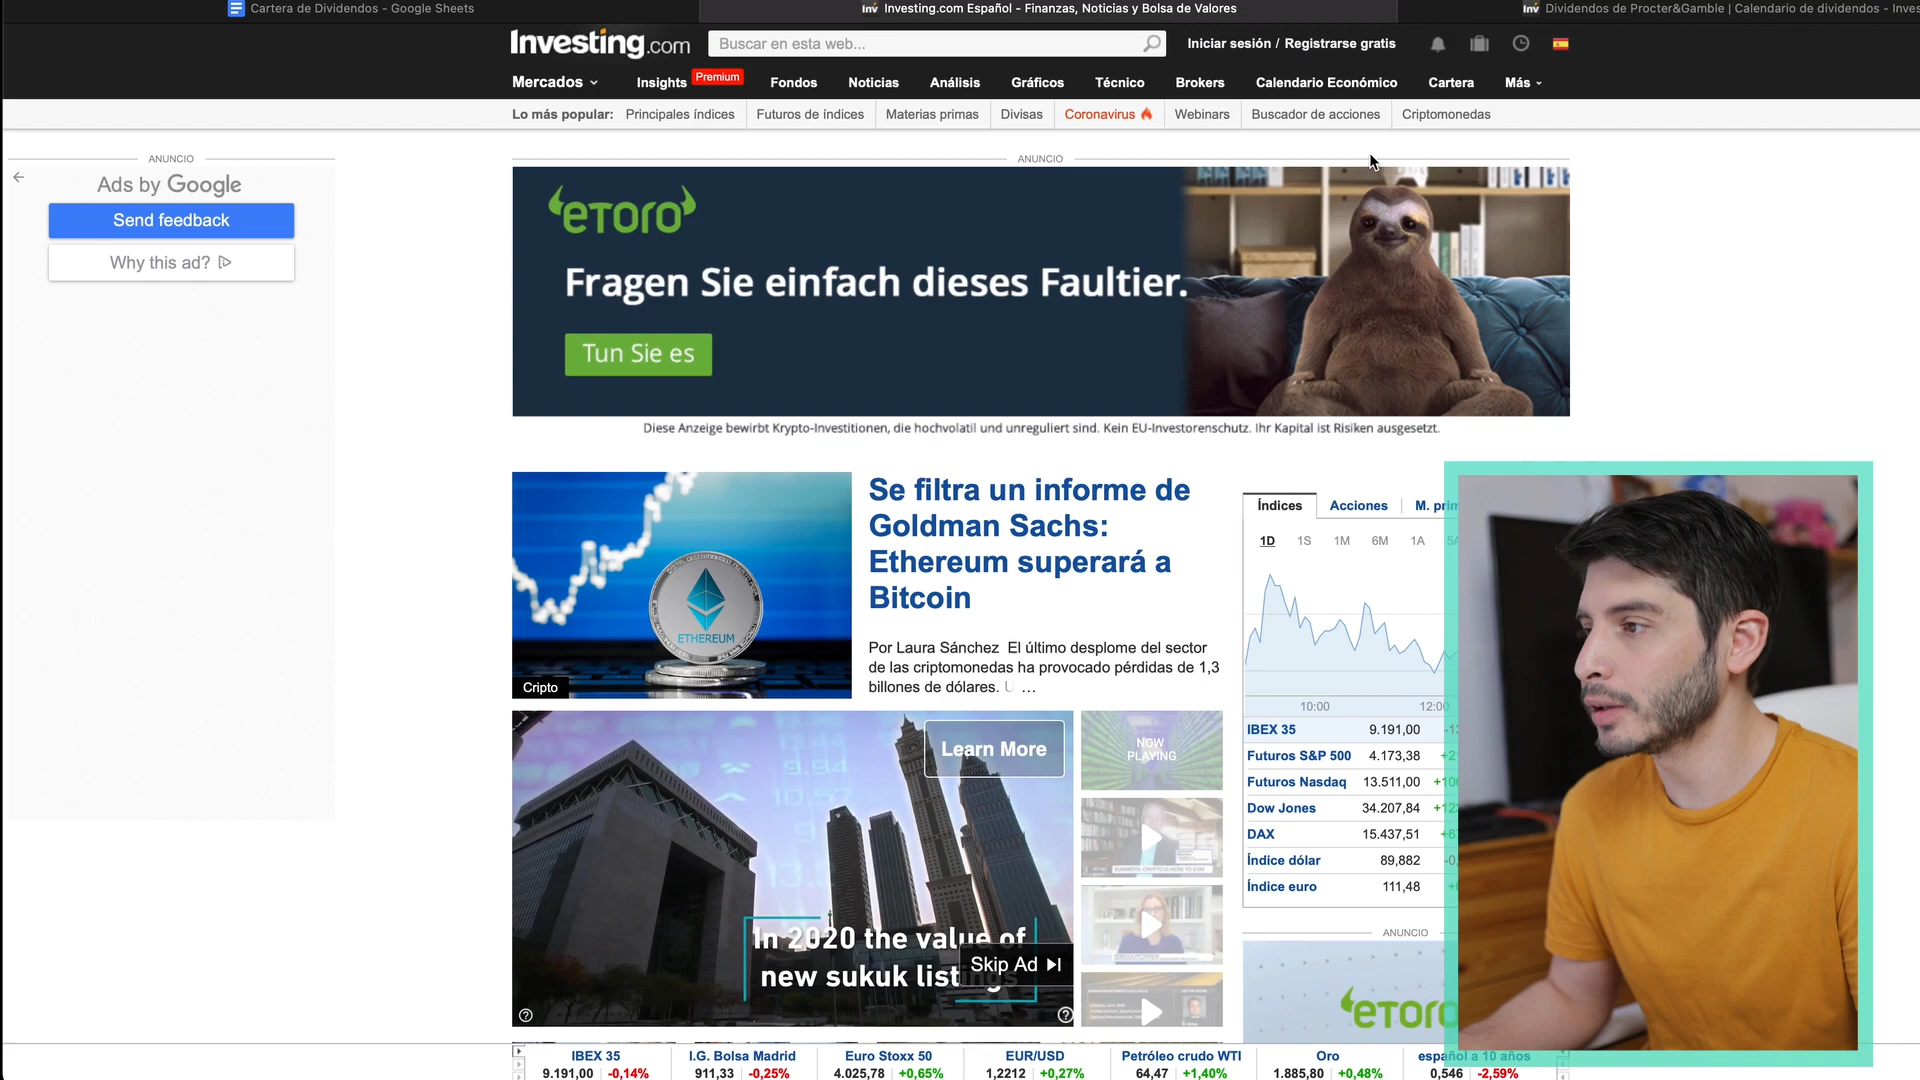 Cartera de Dividendos - Google Sheets
Investing.com Español - Finanzas, Noticias y Bolsa de Valores
Dividendos de Procter&Gamble | Calendario de dividendos - Inves
Investing.com
Buscar en esta web...
Iniciar sesión / Registrarse gratis
Mercados
Insights
Premium
Fondos
Noticias
Análisis
Gráficos
Técnico
Brokers
Calendario Económico
Cartera
Más
Lo más popular:
Principales índices
Futuros de índices
Materias primas
Divisas
Coronavirus
Webinars
Buscador de acciones
Criptomonedas
ANUNCIO
Ads by Google
Send feedback
Why this ad?
ANUNCIO
eToro
Fragen Sie einfach dieses Faultier.
Tun Sie es
Diese Anzeige bewirbt Krypto-Investitionen, die hochvolatil und unreguliert sind. Kein EU-Investorenschutz. Ihr Kapital ist Risiken ausgesetzt.
ETHEREUM
Cripto
Se filtra un informe de
Goldman Sachs:
Ethereum superará a
Bitcoin
Por Laura Sánchez El último desplome del sector
de las criptomonedas ha provocado pérdidas de 1,3
billones de dólares. U ...
Learn More
In 2020 the value of
new sukuk listings
Skip Ad
NOW
PLAYING
Índices
Acciones
M. prim
1D 1S 1M 6M 1A
10:00 12:00
IBEX 35 9.191,00
Futuros S&P 500 4.173,38
Futuros Nasdaq 13.511,00
Dow Jones 34.207,84
DAX 15.437,51
Índice dólar 89,882
Índice euro 111,48
ANUNCIO
eToro
IBEX 35
9.191,00 -0,14%
I.G. Bolsa Madrid
911,33 -0,25%
Euro Stoxx 50
4.025,78 +0,65%
EUR/USD
1,2212 +0,27%
Petróleo crudo WTI
64,47 +1,40%
Oro
1.885,80 +0,48%
español a 10 años
0,546 -2,59%